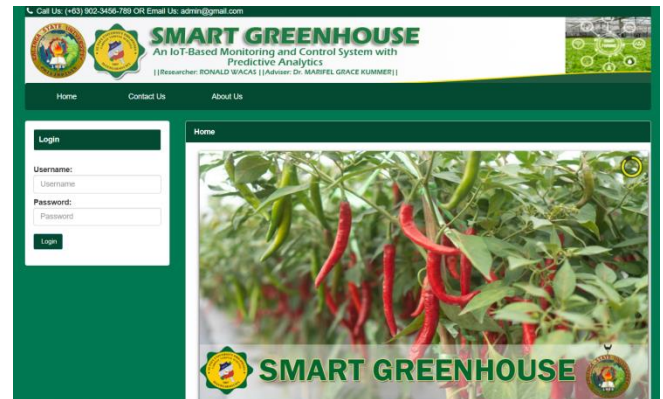 Call Us: (+63) 902-3456-789 OR Email Us: admin@gmail.com
SMART GREENHOUSE
An IoT-Based Monitoring and Control System with
Predictive Analytics
||Researcher: RONALD WACAS ||Adviser: Dr. MARIFEL GRACE KUMMER||
Home Contact Us About Us
Login
Username:
Username
Password:
Password
Login
Home
SMART GREENHOUSE